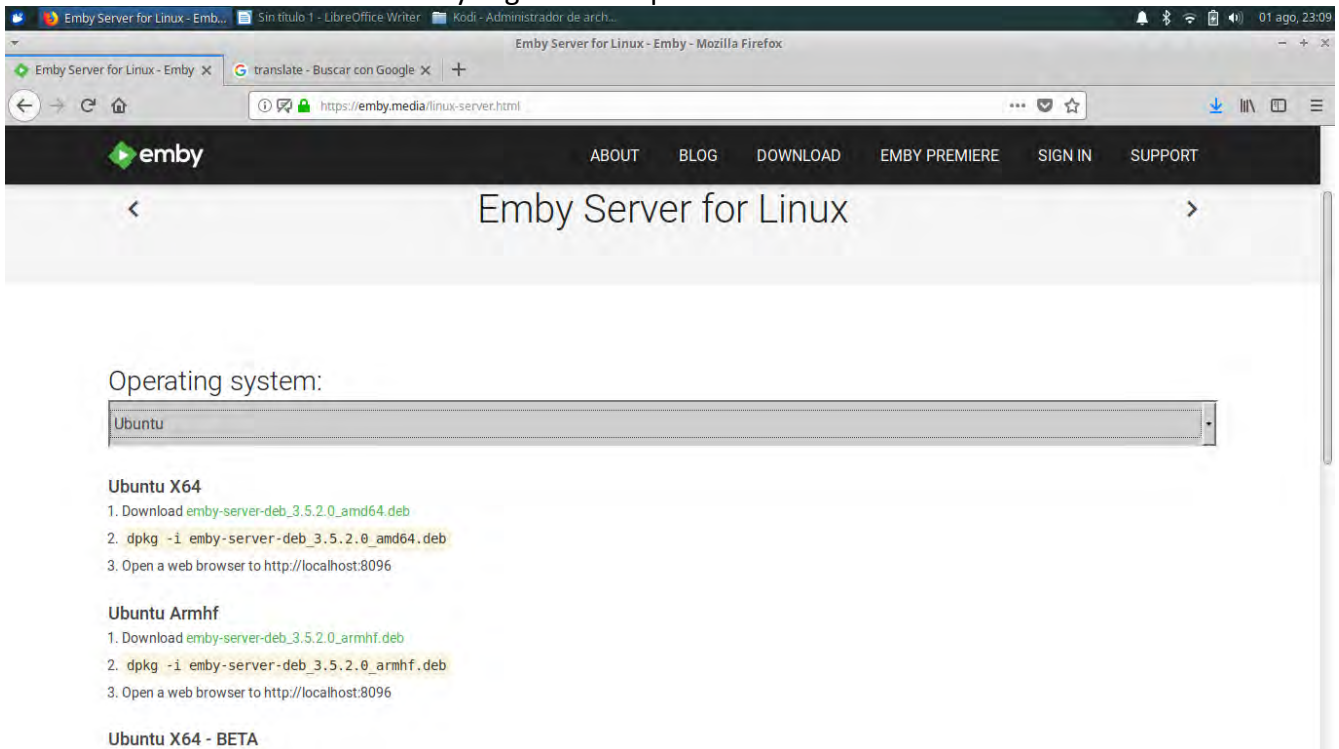 Emby Server for Linux - Emb... Sin título 1 - LibreOffice Writer Kodi - Administrador de arch... 01 ago, 23:09
Emby Server for Linux - Emby - Mozilla Firefox
Emby Server for Linux - Emby translate - Buscar con Google
https://emby.media/linux-server.html
emby ABOUT BLOG DOWNLOAD EMBY PREMIERE SIGN IN SUPPORT
Emby Server for Linux
Operating system:
Ubuntu
Ubuntu X64
1. Download emby-server-deb_3.5.2.0_amd64.deb
2. dpkg -i emby-server-deb_3.5.2.0_amd64.deb
3. Open a web browser to http://localhost:8096
Ubuntu Armhf
1. Download emby-server-deb_3.5.2.0_armhf.deb
2. dpkg -i emby-server-deb_3.5.2.0_armhf.deb
3. Open a web browser to http://localhost:8096
Ubuntu X64 - BETA